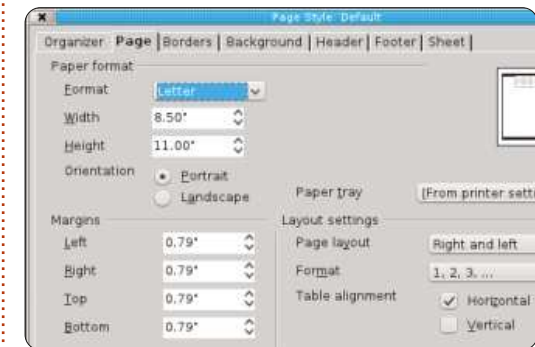 Page Style: Default
Organizer Page Borders Background Header Footer Sheet
Paper format
Format Letter
Width 8.50"
Height 11.00"
Orientation Portrait
Landscape
Paper tray [From printer setti
Margins
Left 0.79"
Right 0.79"
Top 0.79"
Bottom 0.79"
Layout settings
Page layout Right and left
Format 1, 2, 3, ...
Table alignment Horizontal
Vertical